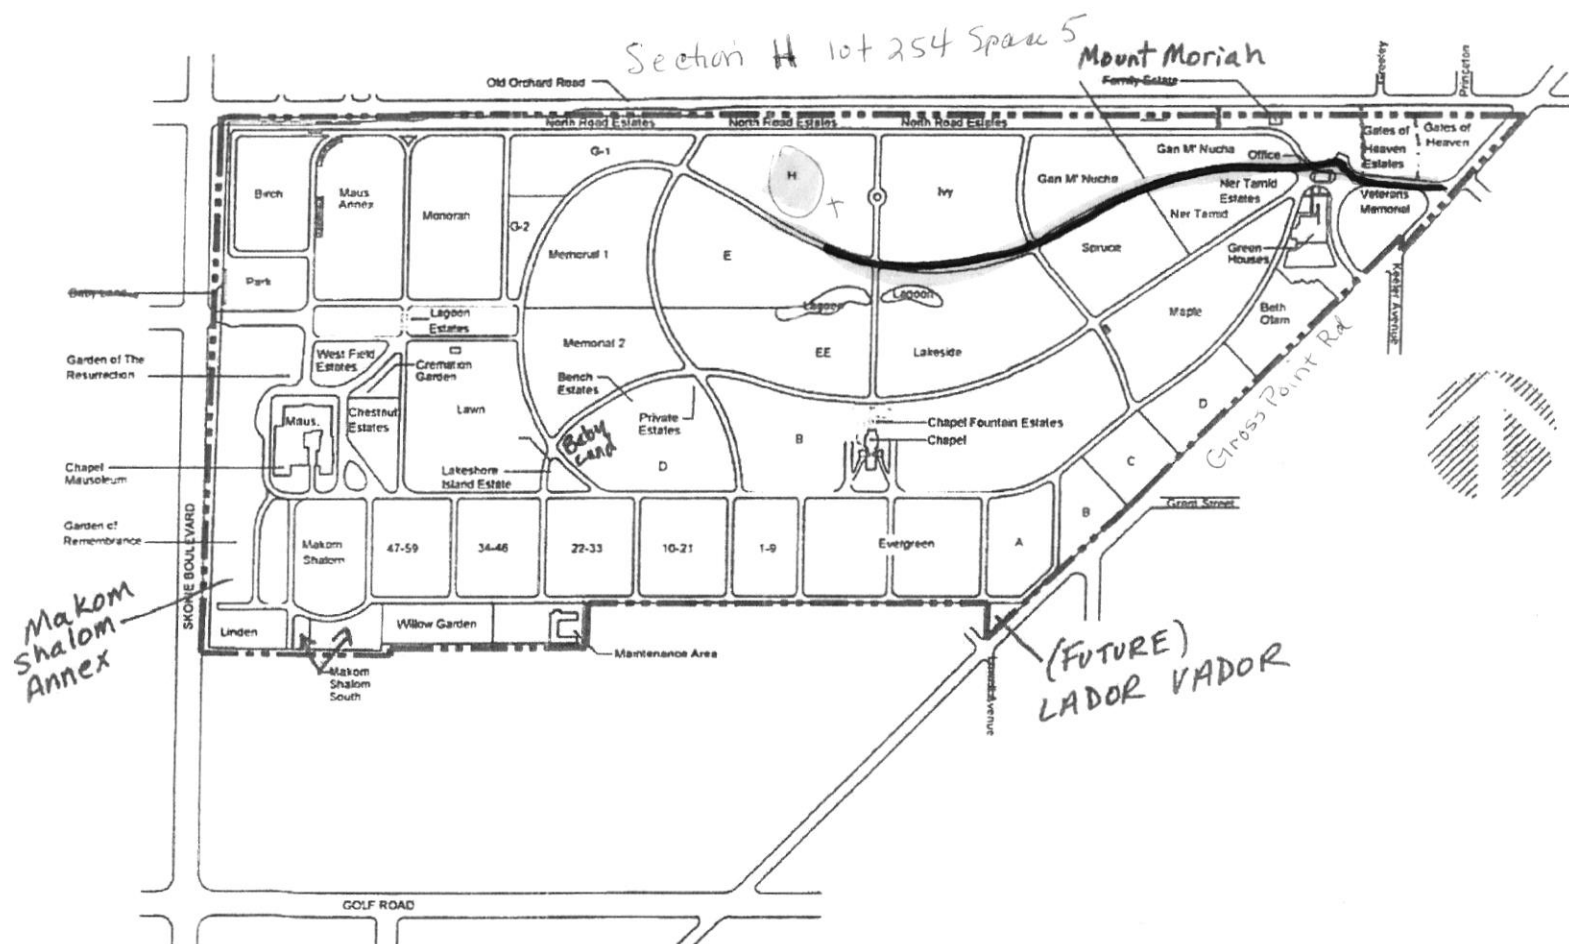 Section H lot 254 Space 5
Mount Moriah
Family Estate
Greeley
Princeton
Old Orchard Road
North Road Estates
North Road Estates
North Road Estates
Gates of
Heaven
Estates
Gates of
Heaven
G-1
Gan M' Nucha
Office
Birch
Maus
Annex
Menorah
H
Ivy
Gan M' Nucha
Ner Tamid
Estates
Ner Tamid
Veterans
Memorial
G-2
Memorial 1
E
Spruce
Green
Houses
Keeler Avenue
Park
Baby Land
Lagoon
Lagoon
Lagoon
Estates
Maple
Beth
Olam
Garden of The
Resurrection
West Field
Estates
Cremation
Garden
Memorial 2
EE
Lakeside
Gross Point Rd
Bench
Estates
Lawn
Maus.
Chestnut
Estates
Private
Estates
Chapel Fountain Estates
Chapel
D
Baby
Land
B
D
C
Chapel
Mausoleum
Lakeshore
Island Estate
B
Grant Street
SKOKIE BOULEVARD
Garden of
Remembrance
Makom
Shalom
47-59
34-46
22-33
10-21
1-9
Evergreen
A
Makom
Shalom
Annex
Linden
Willow Garden
Maintenance Area
Makom
Shalom
South
(FUTURE)
LADOR VADOR
GOLF ROAD